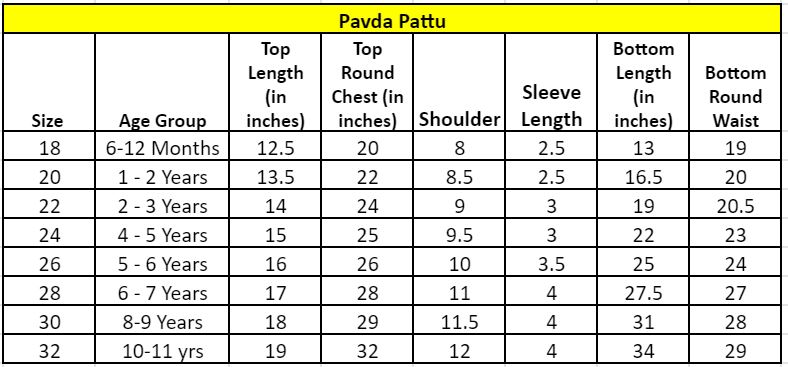 Pavda Pattu
Size Age Group Top Length (in inches) Top Round Chest (in inches) Shoulder Sleeve Length Bottom Length (in inches) Bottom Round Waist
18 6-12 Months 12.5 20 8 2.5 13 19
20 1 - 2 Years 13.5 22 8.5 2.5 16.5 20
22 2 - 3 Years 14 24 9 3 19 20.5
24 4 - 5 Years 15 25 9.5 3 22 23
26 5 - 6 Years 16 26 10 3.5 25 24
28 6 - 7 Years 17 28 11 4 27.5 27
30 8-9 Years 18 29 11.5 4 31 28
32 10-11 yrs 19 32 12 4 34 29